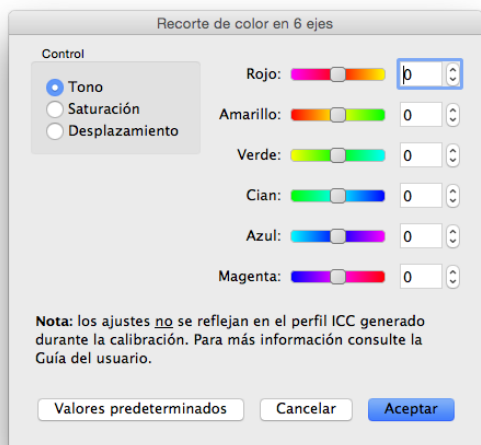 Recorte de color en 6 ejes
Control
Tono
Saturación
Desplazamiento
Rojo: 0
Amarillo: 0
Verde: 0
Cian: 0
Azul: 0
Magenta: 0
Nota: los ajustes no se reflejan en el perfil ICC generado
durante la calibración. Para más información consulte la
Guía del usuario.
Valores predeterminados Cancelar Aceptar